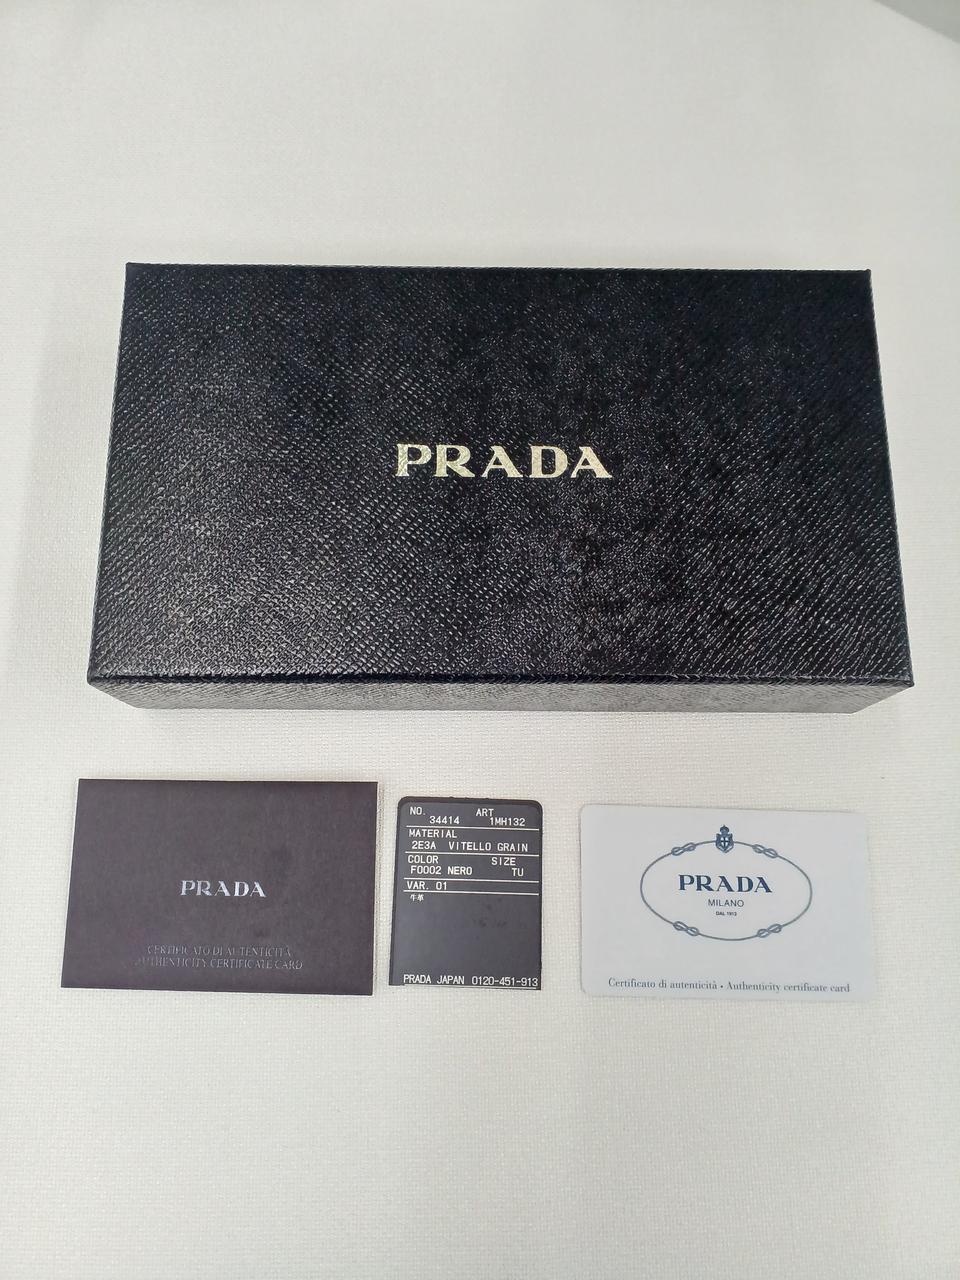 PRADA
PRADA
CERTIFICATO DI AUTENTICITÀ
AUTHENTICITY CERTIFICATE CARD
NO. ART
34414 1MH132
MATERIAL
2E3A VITELLO GRAIN
COLOR SIZE
F0002 NERO TU
VAR. 01
牛革
PRADA JAPAN 0120-451-913
PRADA
MILANO
DAL 1913
Certificato di autenticità • Authenticity certificate card